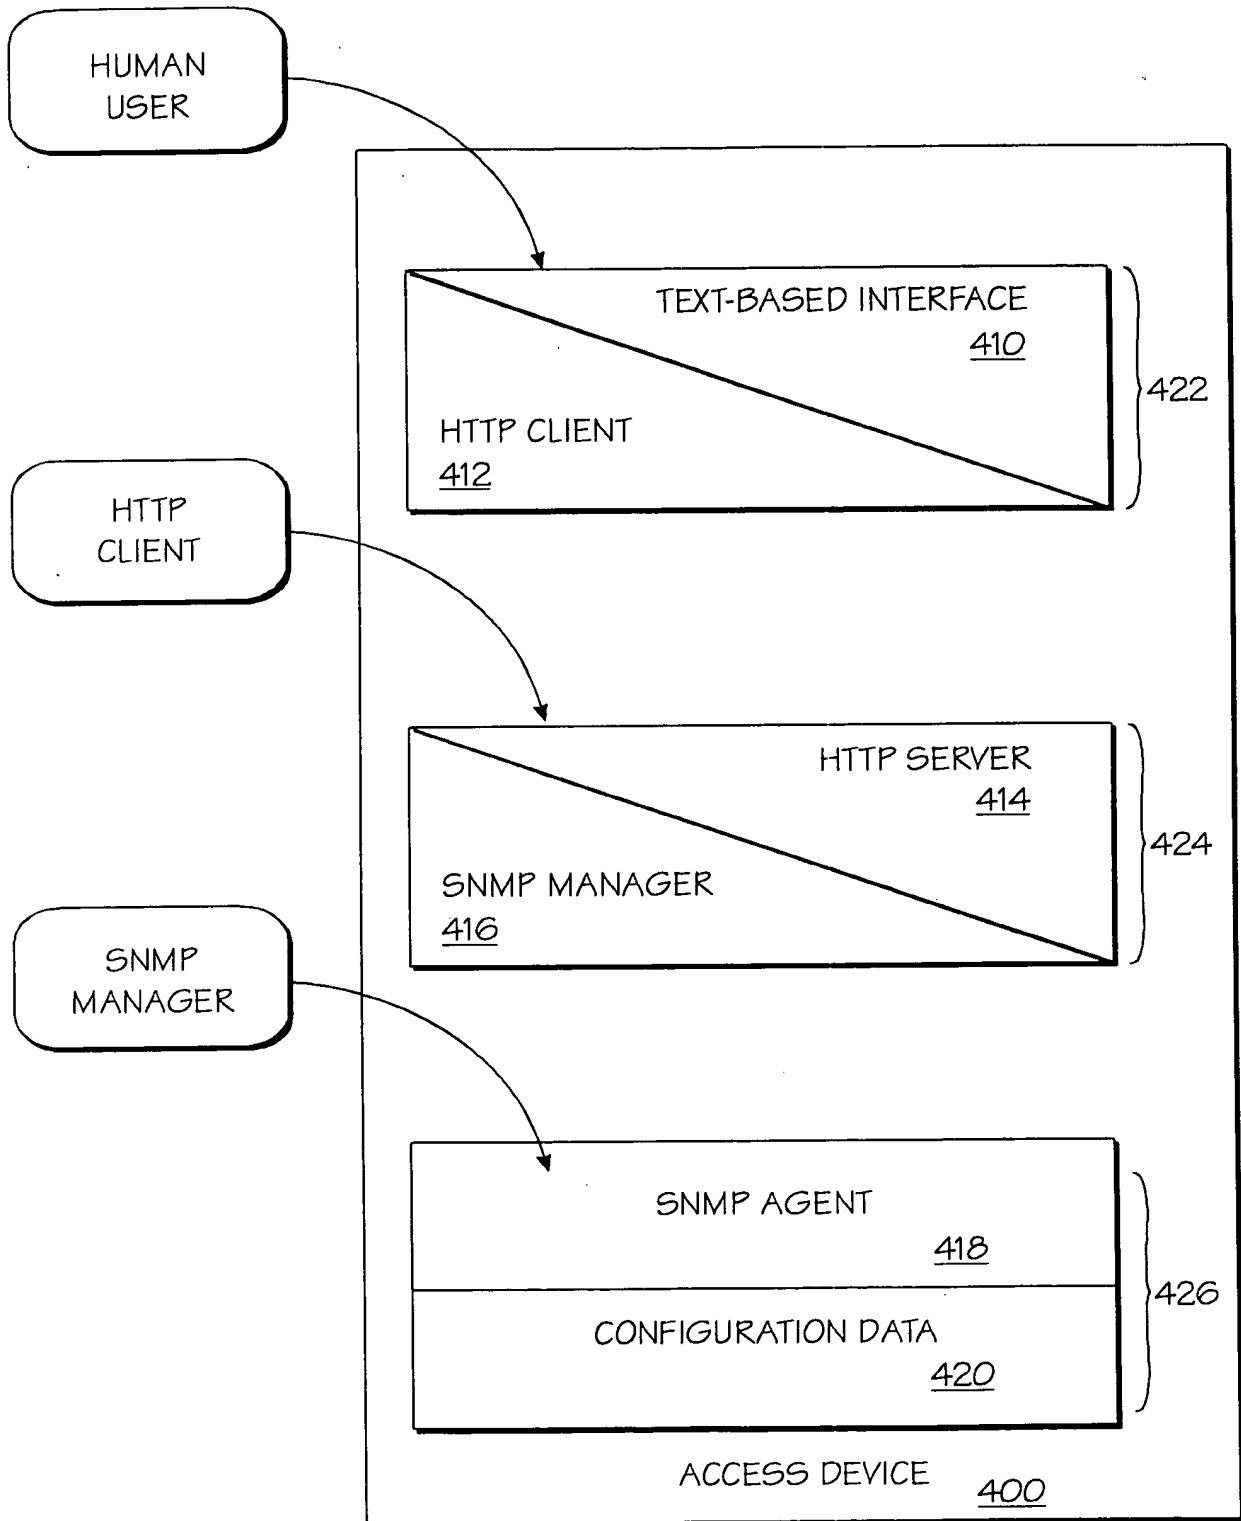 HUMAN
USER
TEXT-BASED INTERFACE
410
422
HTTP CLIENT
412
HTTP
CLIENT
HTTP SERVER
414
424
SNMP MANAGER
416
SNMP
MANAGER
SNMP AGENT
418
426
CONFIGURATION DATA
420
ACCESS DEVICE
400